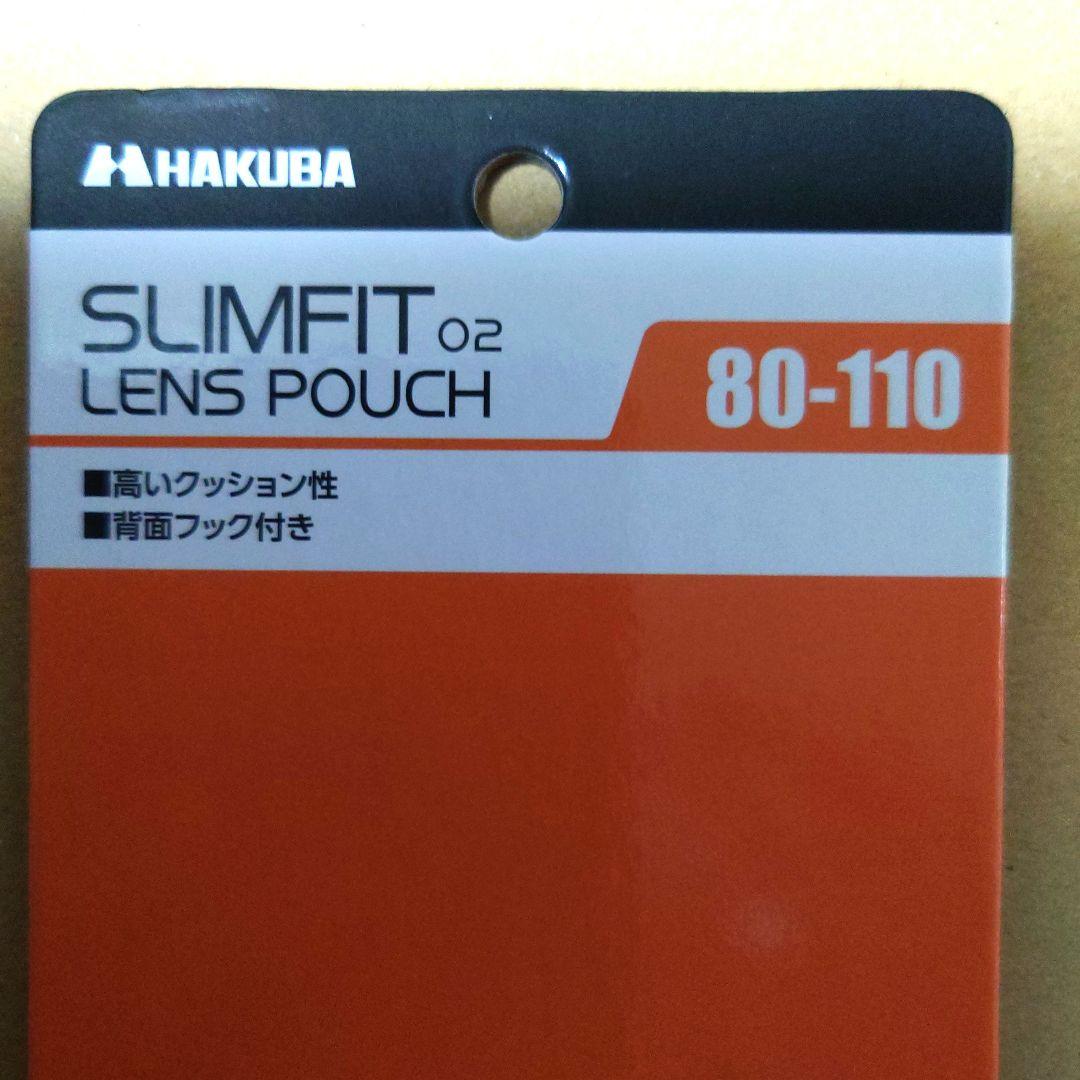 HAKUBA
SLIMFIT 02
LENS POUCH
80-110
■高いクッション性
■背面フック付き